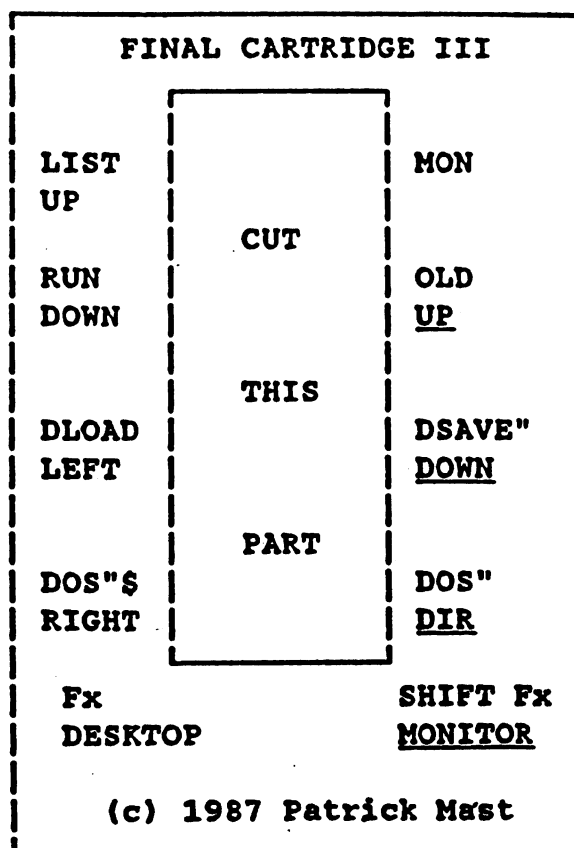 FINAL CARTRIDGE III
LIST MON
UP
CUT
RUN OLD
DOWN UP
THIS
DLOAD DSAVE"
LEFT DOWN
PART
DOS"$ DOS"
RIGHT DIR
Fx SHIFT Fx
DESKTOP MONITOR
(c) 1987 Patrick Mast